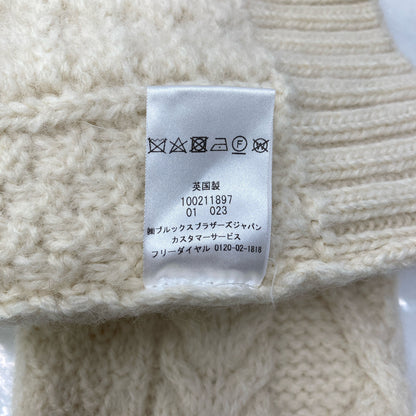 英国製
100211897
01 023
㈱ブルックスブラザーズジャパン
カスタマーサービス
フリーダイヤル 0120-02-1818